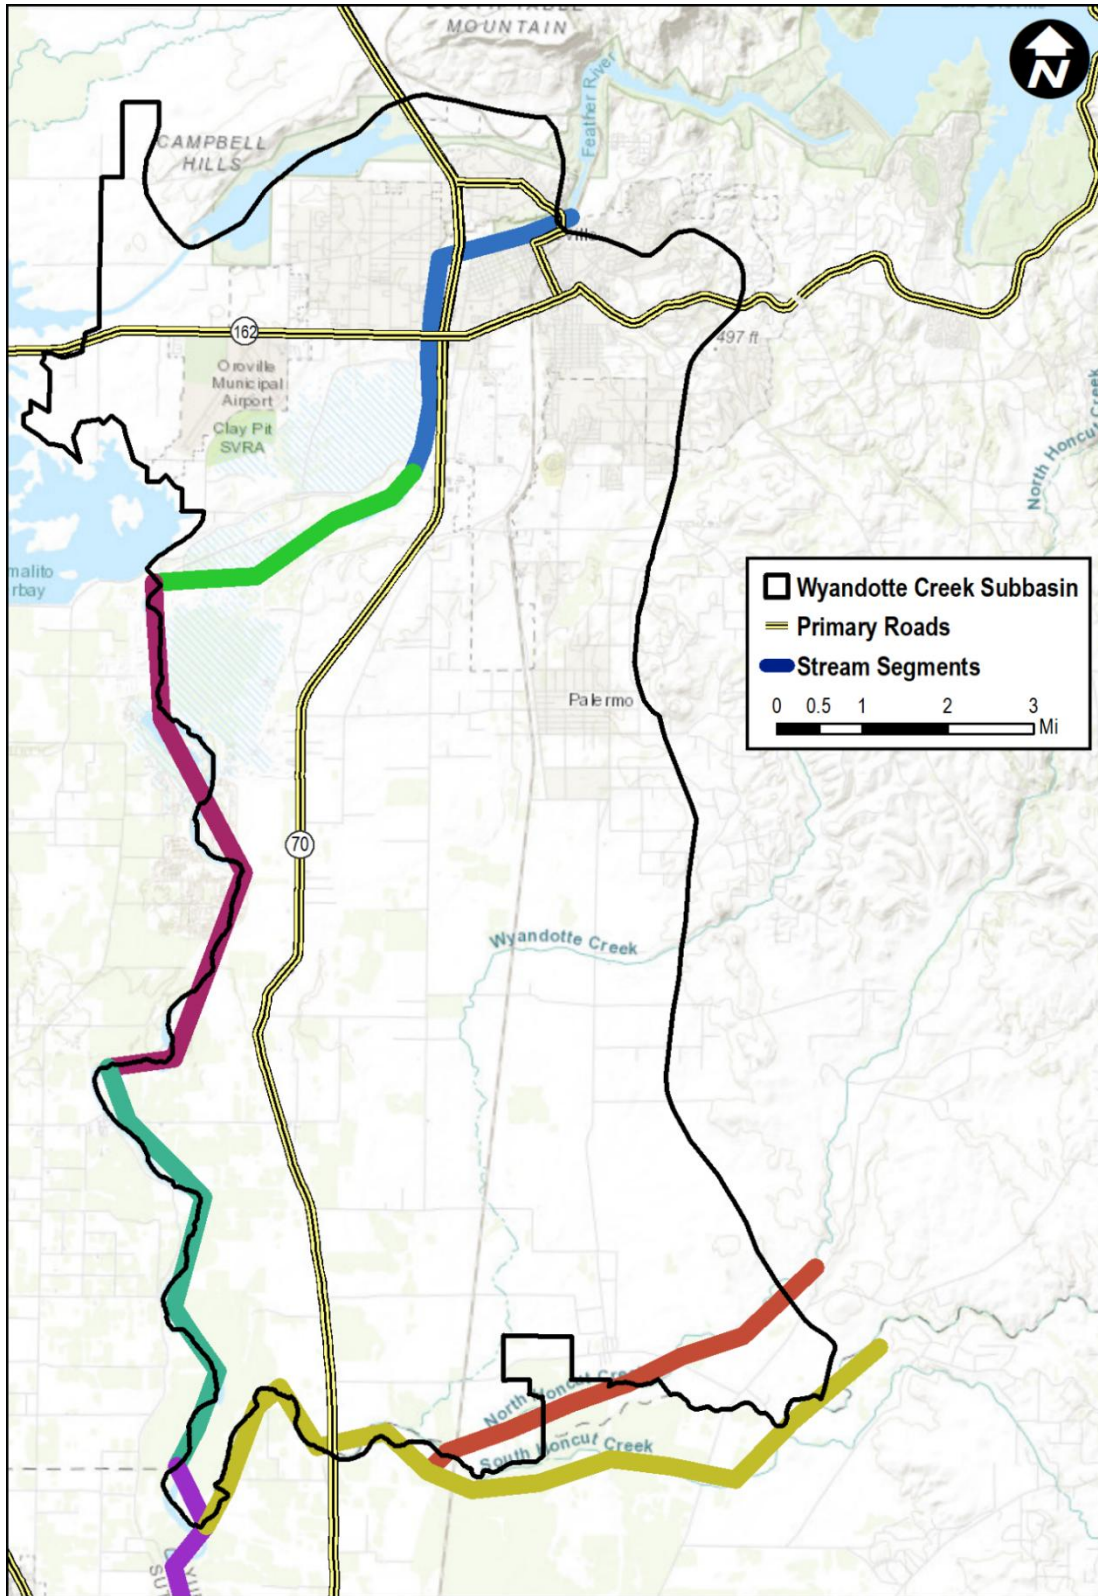 MOUNTAIN
N
Feather River
CAMPBELL
HILLS
162
497 ft
Oroville
Municipal
Airport
Clay Pit
SVRA
North Honcut Creek
malito
rbay
Wyandotte Creek Subbasin
Primary Roads
Stream Segments
0 0.5 1 2 3
Mi
Palermo
70
Wyandotte Creek
North Honcut Cree
South Honcut Creek